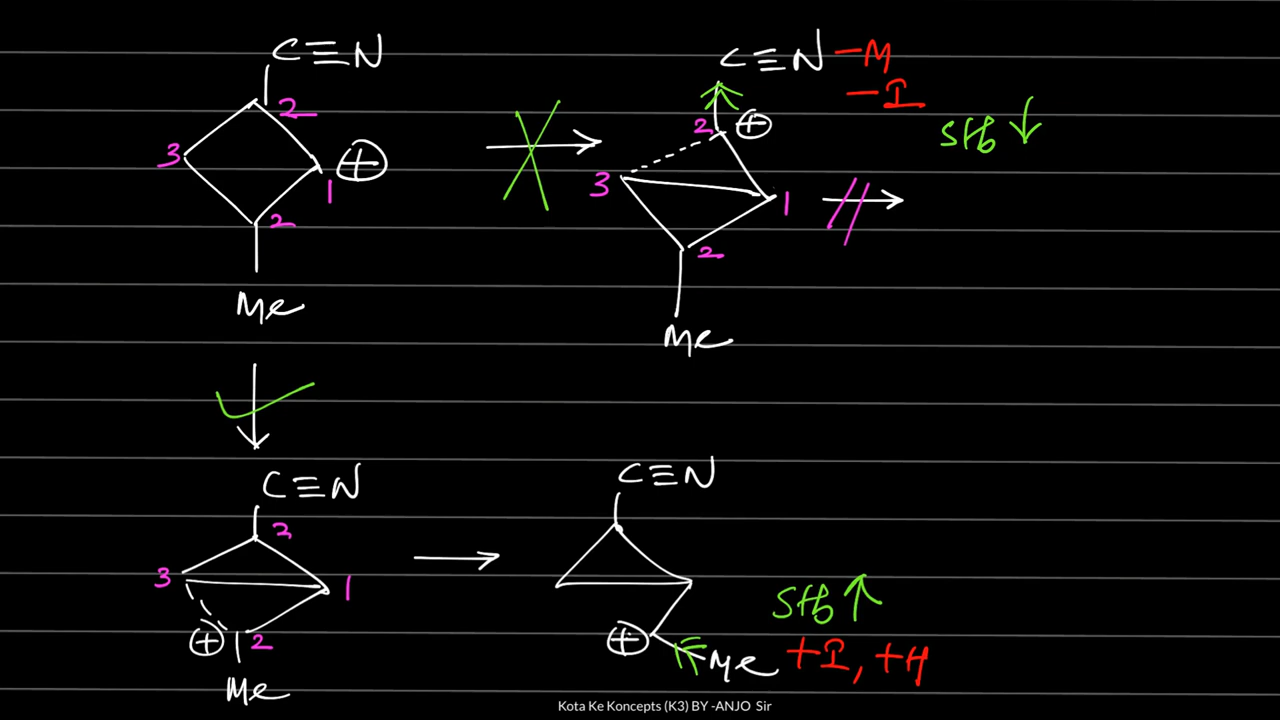 C≡N
2
3
⊕
1
2
Me
C≡N -M
-I
2 ⊕
Stb ↓
3
1
2
Me
C≡N
2
3
1
⊕ 2
Me
C≡N
Stb ↑
⊕ Me +I, +H
Kota Ke Koncepts (K3) BY -ANJO Sir